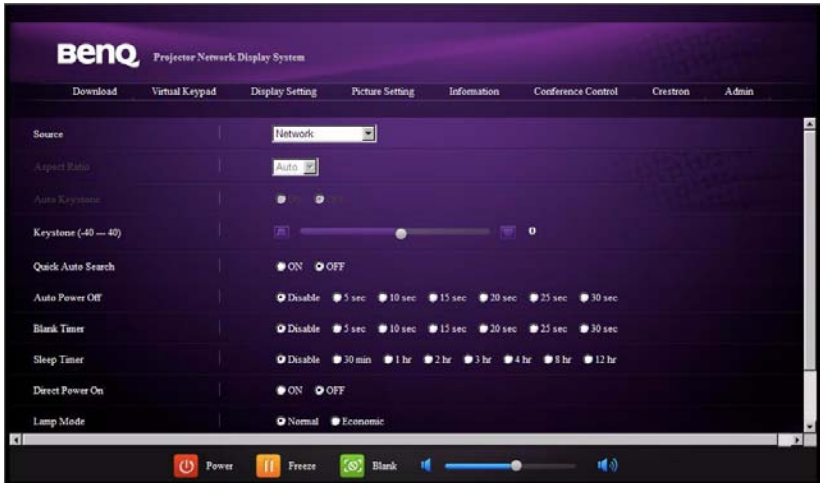 BenQ Projector Network Display System
Download Virtual Keypad Display Setting Picture Setting Information Conference Control Crestron Admin
Source Network
Aspect Ratio Auto
Auto Keystone
Keystone (-40 — 40) 0
Quick Auto Search ON OFF
Auto Power Off Disable 5 sec 10 sec 15 sec 20 sec 25 sec 30 sec
Blank Timer Disable 5 sec 10 sec 15 sec 20 sec 25 sec 30 sec
Sleep Timer Disable 30 min 1 hr 2 hr 3 hr 4 hr 8 hr 12 hr
Direct Power On ON OFF
Lamp Mode Normal Economic
Power Freeze Blank